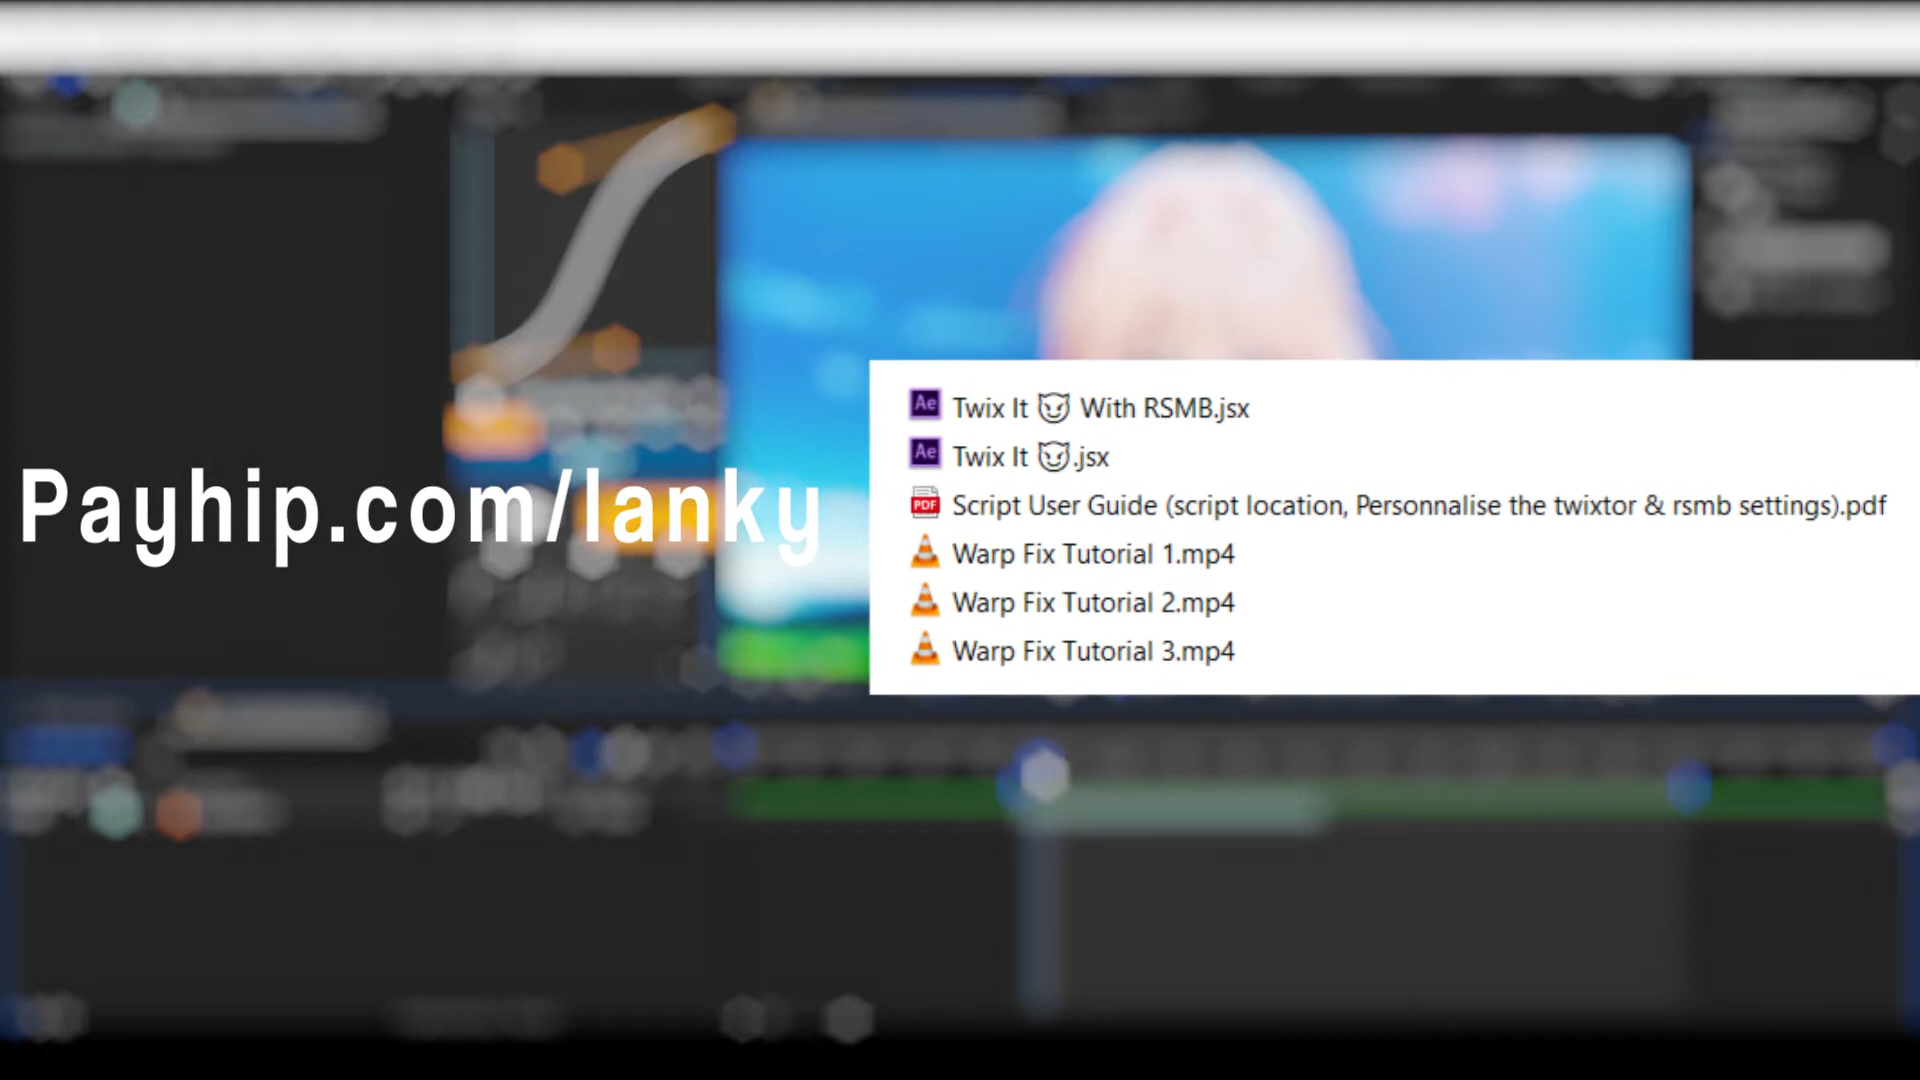 Payhip.com/lanky
Twix It 😈 With RSMB.jsx
Twix It 😈.jsx
Script User Guide (script location, Personnalise the twixtor & rsmb settings).pdf
Warp Fix Tutorial 1.mp4
Warp Fix Tutorial 2.mp4
Warp Fix Tutorial 3.mp4